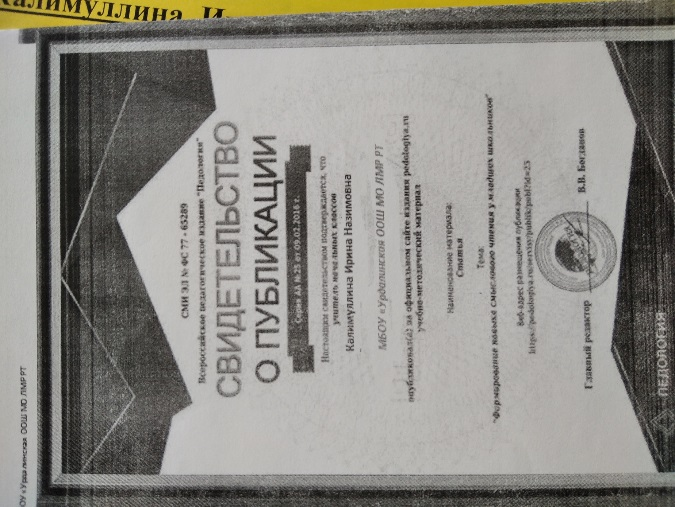 Калимуллина, И
СМИ ЭЛ № ФС 77 - 65289
Всероссийское педагогическое издание "Педология"
СВИДЕТЕЛЬСТВО
О ПУБЛИКАЦИИ
Серия АА № 25 от 09.02.2016 г.
Настоящим свидетельством подтверждается, что
учитель начальных классов
Калимуллина Ирина Назимовна
МБОУ «Урдалинская ООШ МО ЛМР РТ
опубликовал(а) на официальном сайте издания pedologiya.ru
учебно-методический материал
Наименование материала:
Статья
Тема:
"Формирование навыка смыслового чтения у младших школьников"
Веб-адрес размещения публикации
Главный редактор
В.В. Богданов
ПЕДОЛОГИЯ
ОУ «Урдалинская ООШ МО ЛМР РТ